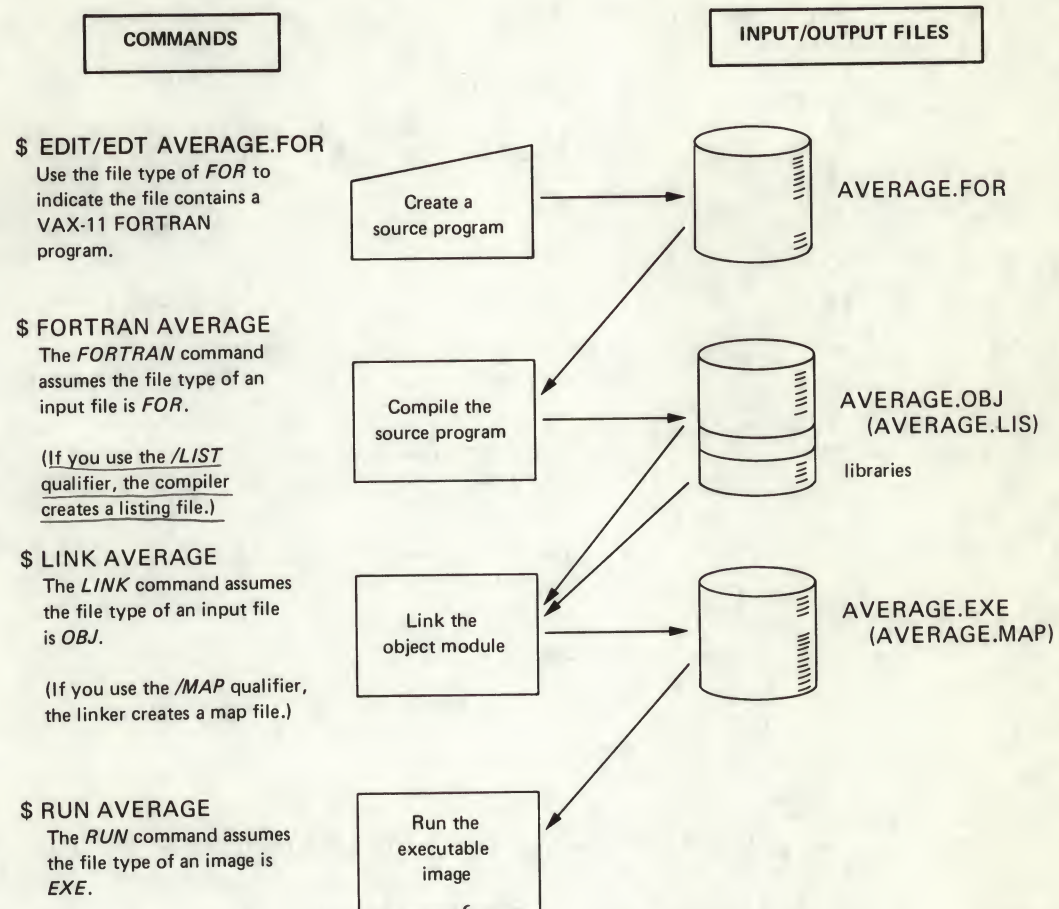 COMMANDS
INPUT/OUTPUT FILES
$ EDIT/EDT AVERAGE.FOR
Use the file type of FOR to
indicate the file contains a
VAX-11 FORTRAN
program.
Create a
source program
AVERAGE.FOR
$ FORTRAN AVERAGE
The FORTRAN command
assumes the file type of an
input file is FOR.
(If you use the /LIST
qualifier, the compiler
creates a listing file.)
Compile the
source program
AVERAGE.OBJ
(AVERAGE.LIS)
libraries
$ LINK AVERAGE
The LINK command assumes
the file type of an input file
is OBJ.
(If you use the /MAP qualifier,
the linker creates a map file.)
Link the
object module
AVERAGE.EXE
(AVERAGE.MAP)
$ RUN AVERAGE
The RUN command assumes
the file type of an image is
EXE.
Run the
executable
image